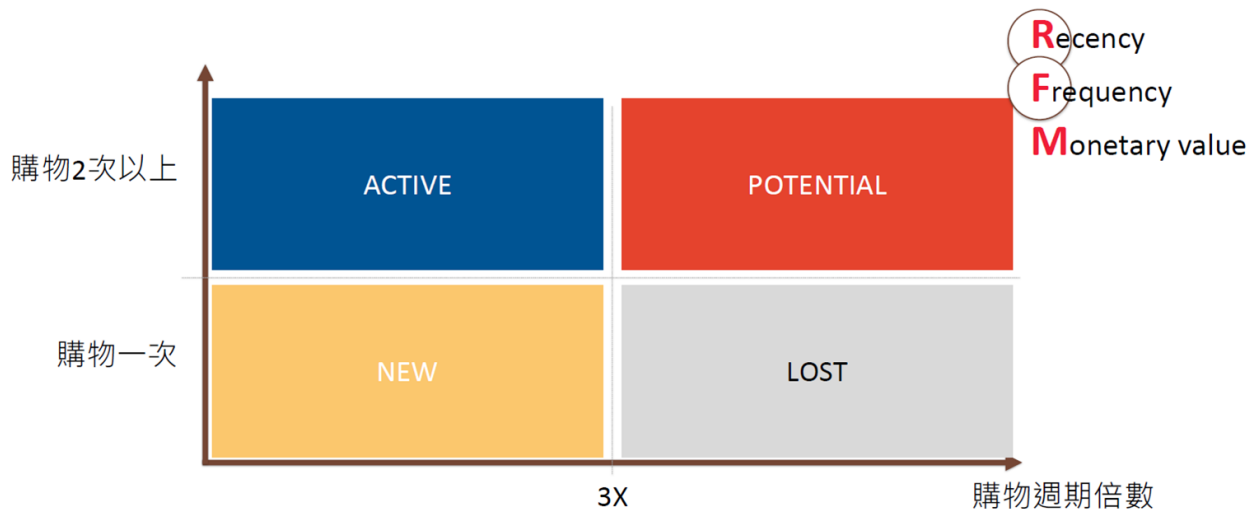 Recency
Frequency
Monetary value
購物2次以上
ACTIVE
POTENTIAL
購物一次
NEW
LOST
3X
購物週期倍數